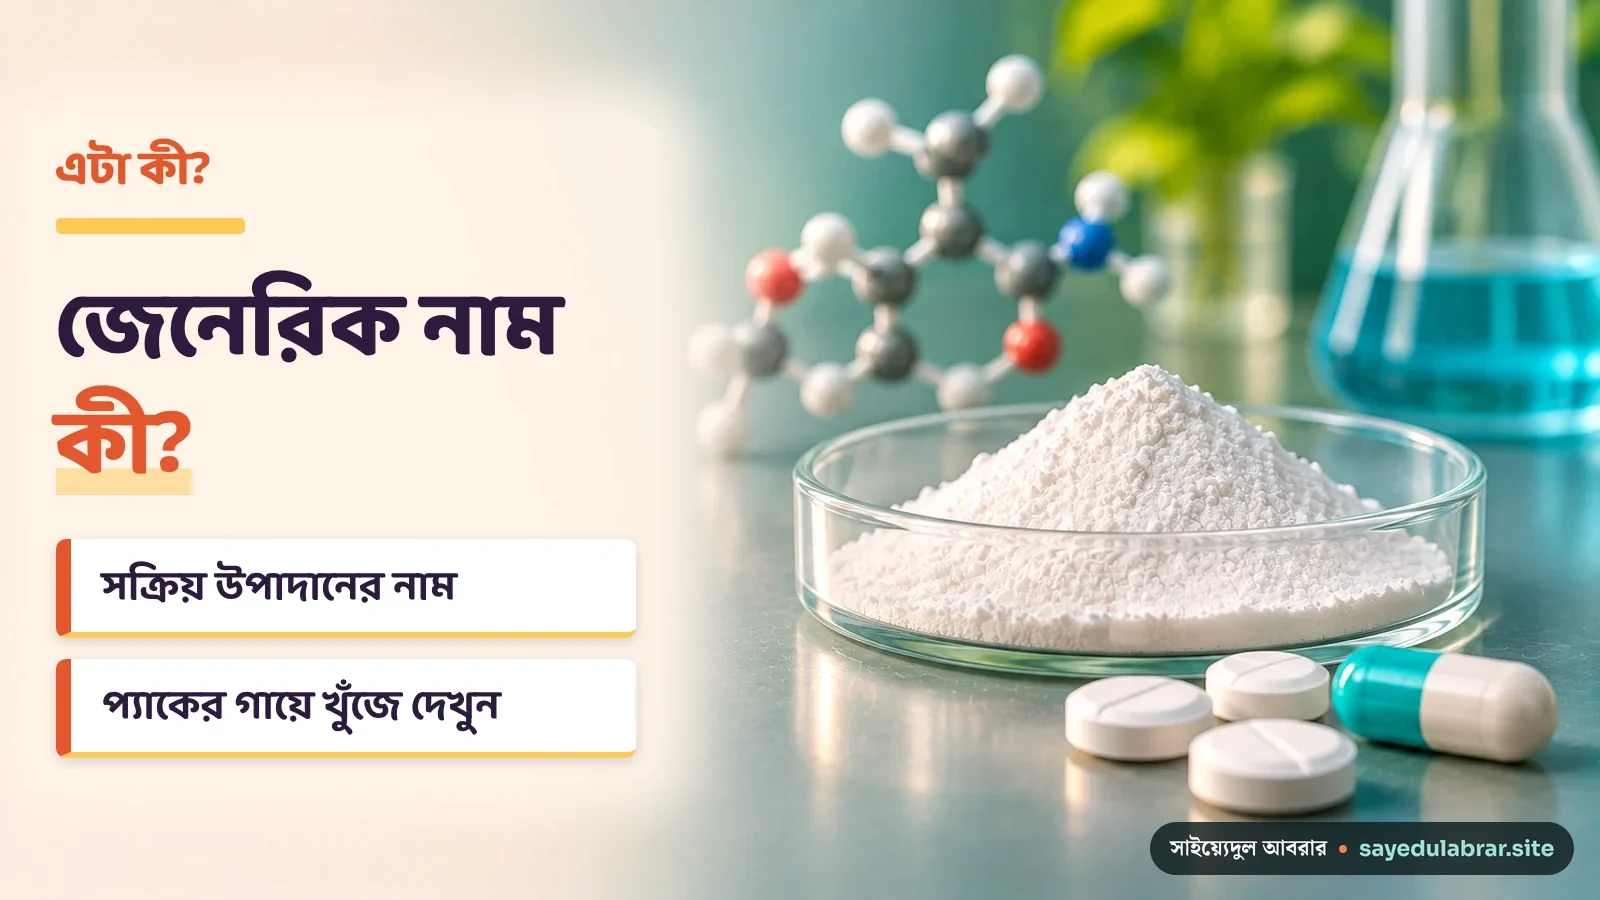 এটা কী?
জেনেরিক নাম
কী?
সক্রিয় উপাদানের নাম
প্যাকের গায়ে খুঁজে দেখুন
সাইয়্যেদুল আবরার • sayedulabrar.site